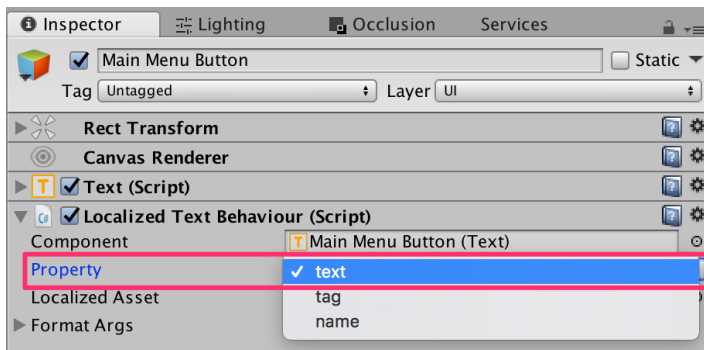 Inspector Lighting Occlusion Services
Main Menu Button Static
Tag Untagged Layer UI
Rect Transform
Canvas Renderer
T Text (Script)
C# Localized Text Behaviour (Script)
Component T Main Menu Button (Text)
Property ✓ text
Localized Asset tag
Format Args name